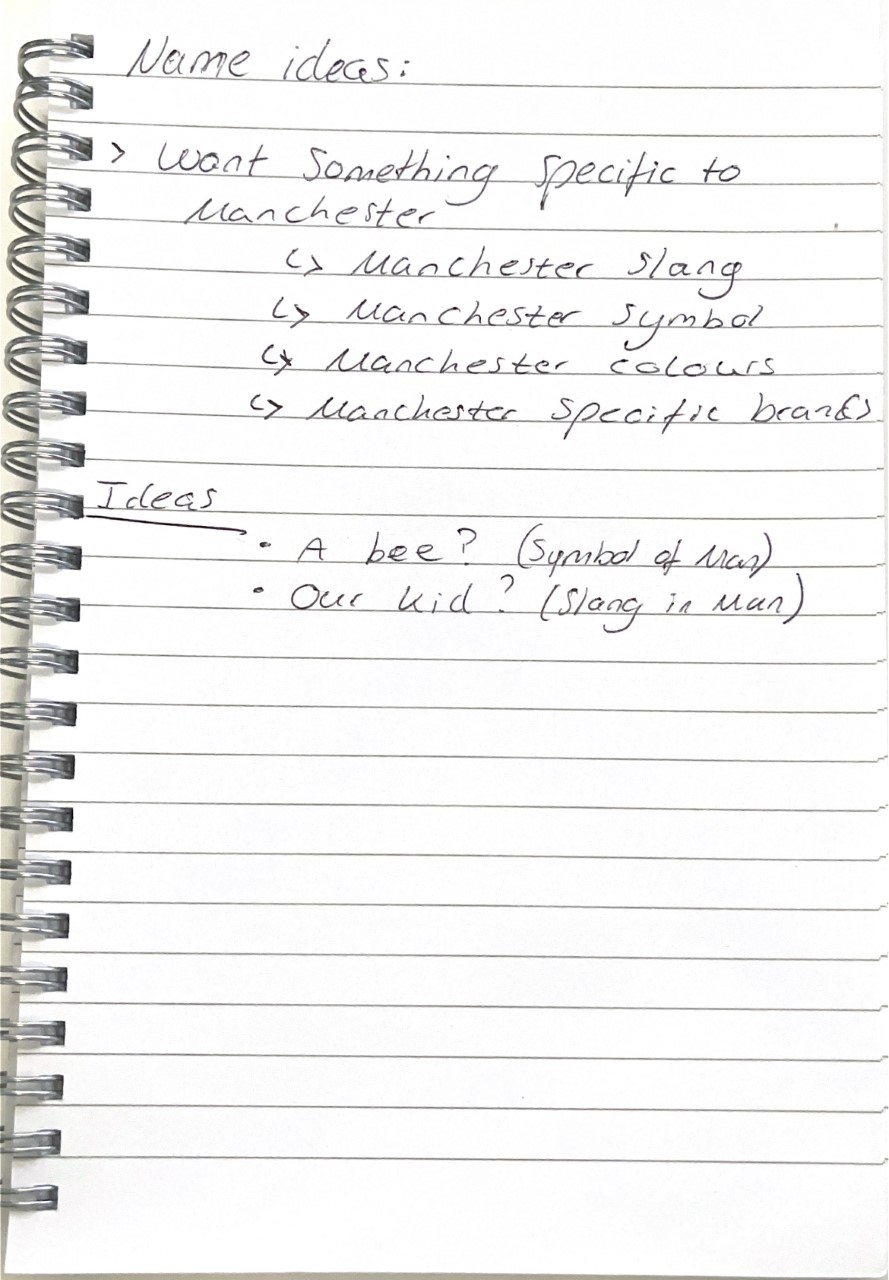 Name ideas:
> Want Something Specific to
Manchester
↳ Manchester slang
↳ Manchester symbol
↳ Manchester colours
↳ Manchester specific brands
Ideas
• A bee? (Symbol of Man)
• Our kid? (Slang in Man)